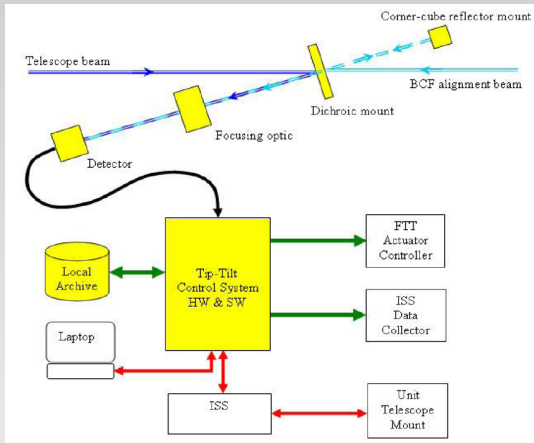 Corner-cube reflector mount
Telescope beam
BCF alignment beam
Dichroic mount
Focusing optic
Detector
FTT
Actuator
Controller
Local
Archive
Tip-Tilt
Control System
HW & SW
ISS
Data
Collector
Laptop
ISS
Unit
Telescope
Mount